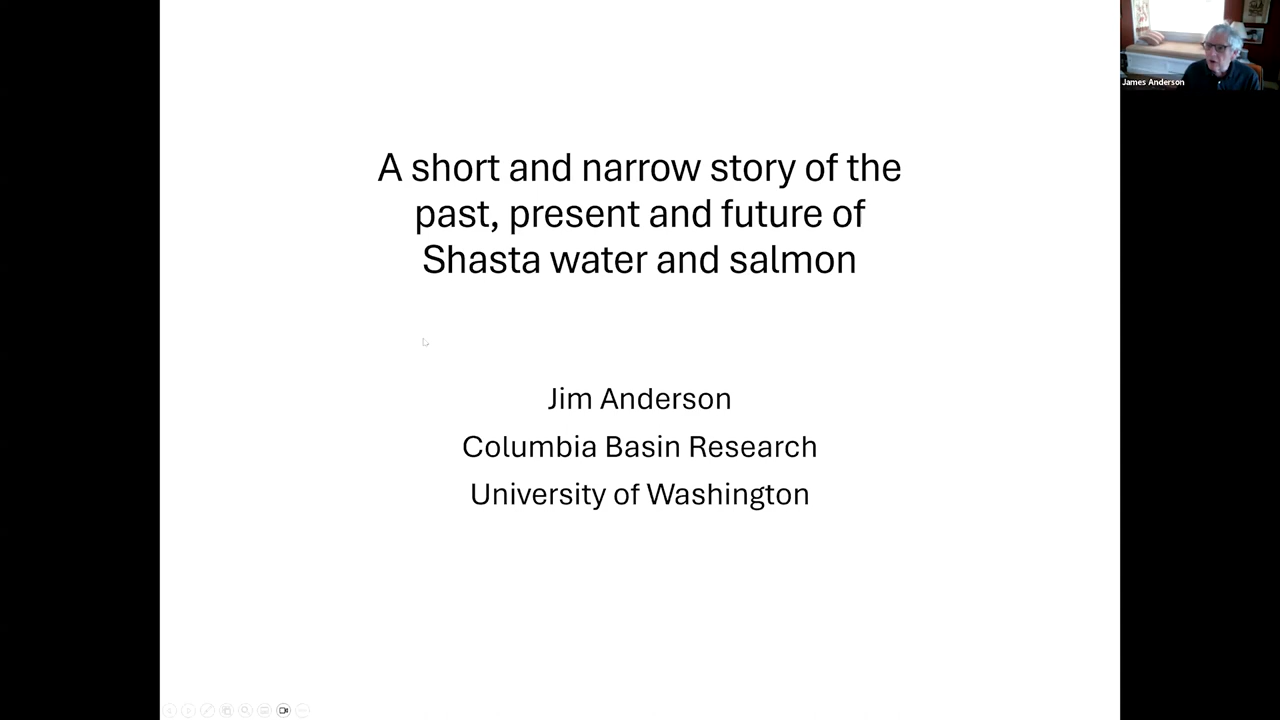 James Anderson
A short and narrow story of the
past, present and future of
Shasta water and salmon
Jim Anderson
Columbia Basin Research
University of Washington